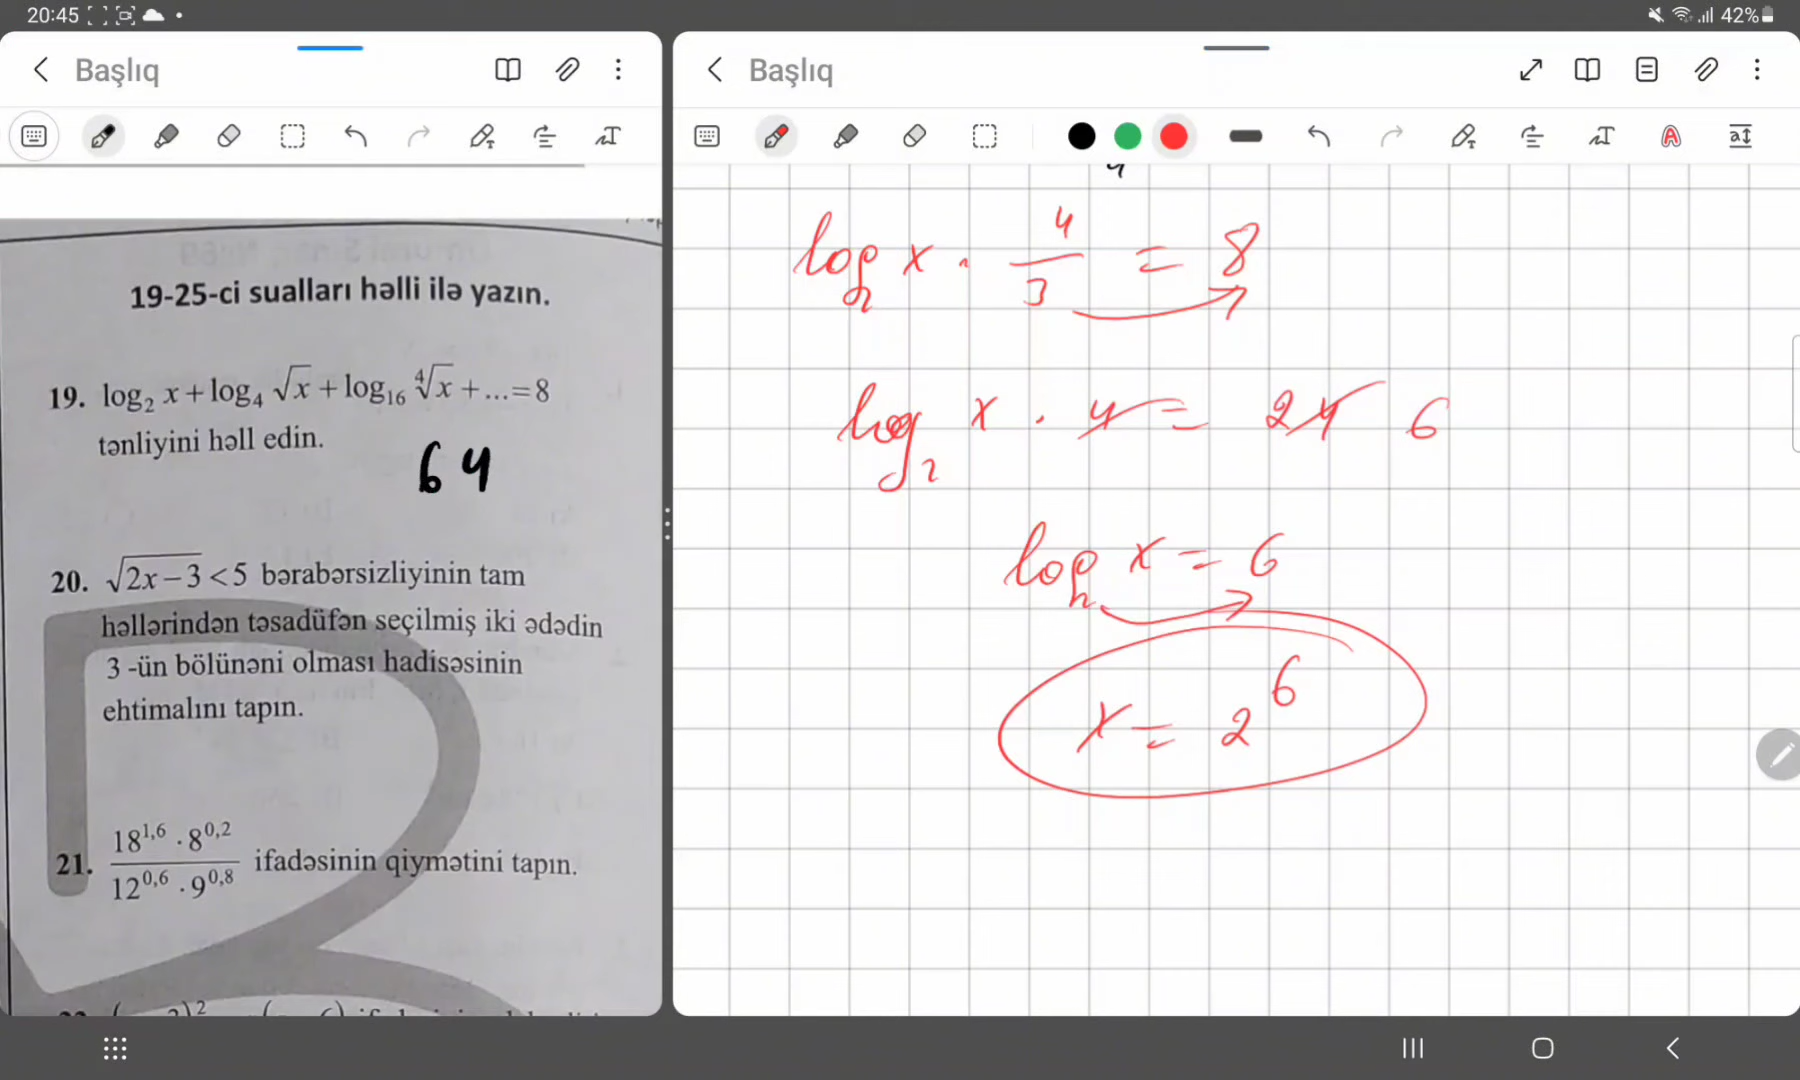 20:45
42%
Başlıq
19-25-ci sualları həlli ilə yazın.
19. log₂ x + log₄ √x + log₁₆ ∜x + ... = 8
tənliyini həll edin.
64
20. √(2x – 3) < 5 bərabərsizliyinin tam
həllərindən təsadüfən seçilmiş iki ədədin
3 -ün bölünəni olması hadisəsinin
ehtimalını tapın.
21. (18^1,6 · 8^0,2) / (12^0,6 · 9^0,8) ifadəsinin qiymətini tapın.
Başlıq
log₂ x · 4/3 = 8
log₂ x · 4 = 24 6
log₂ x = 6
x = 2⁶